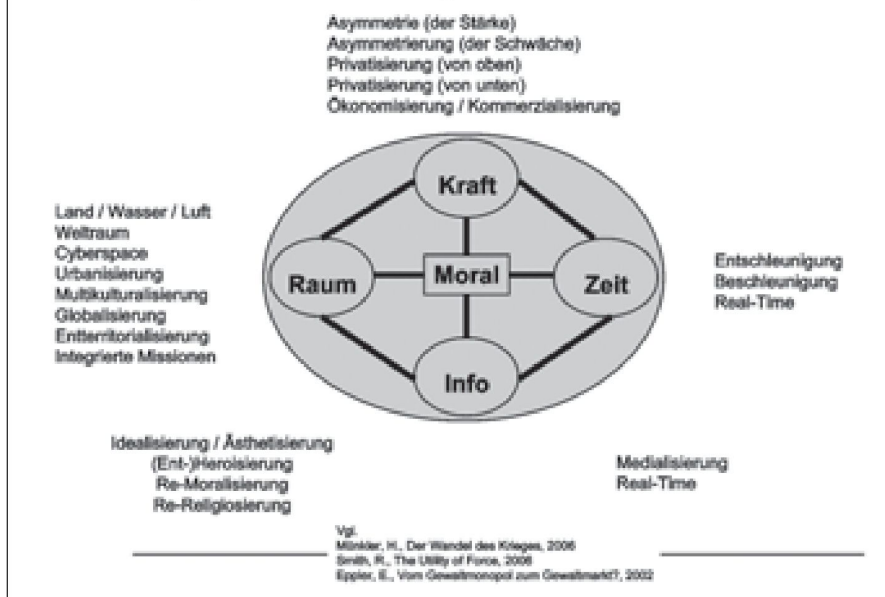 Asymmetrie (der Stärke)
Asymmetrierung (der Schwäche)
Privatisierung (von oben)
Privatisierung (von unten)
Ökonomisierung / Kommerzialisierung
Kraft
Land / Wasser / Luft
Weltraum
Cyberspace
Urbanisierung
Multikulturalisierung
Globalisierung
Entterritorialisierung
Integrierte Missionen
Raum
Moral
Zeit
Entschleunigung
Beschleunigung
Real-Time
Info
Idealisierung / Ästhetisierung
(Ent-)Heroisierung
Re-Moralisierung
Re-Religiosierung
Medialisierung
Real-Time
Vgl.
Münkler, H., Der Wandel des Krieges, 2006
Smith, R., The Utility of Force, 2006
Eppler, E., Vom Gewaltmonopol zum Gewaltmarkt?, 2002